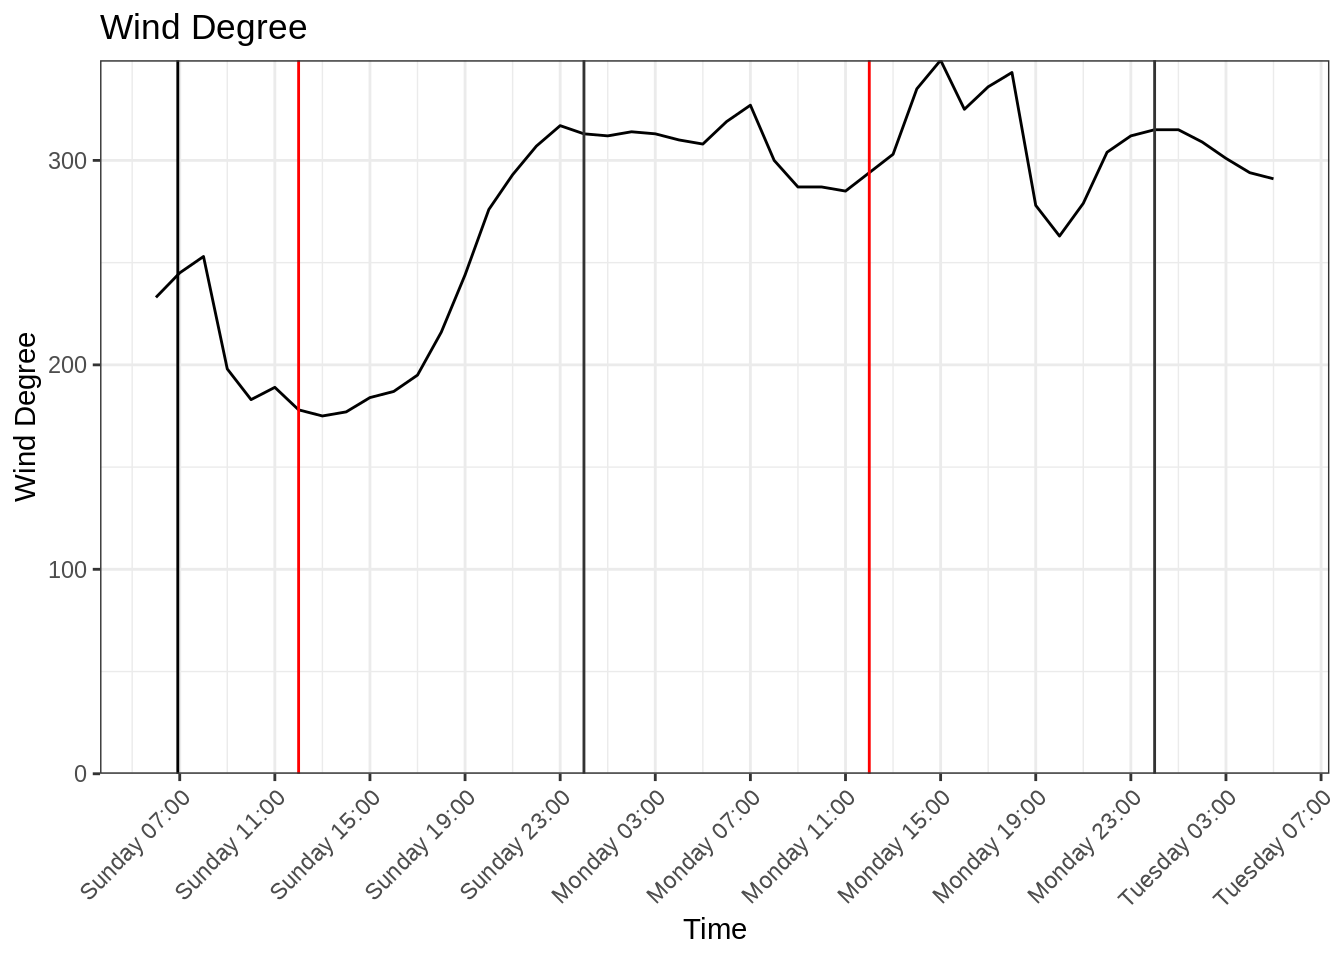 Wind Degree
Wind Degree
300
200
100
0
Sunday 07:00
Sunday 11:00
Sunday 15:00
Sunday 19:00
Sunday 23:00
Monday 03:00
Monday 07:00
Monday 11:00
Monday 15:00
Monday 19:00
Monday 23:00
Tuesday 03:00
Tuesday 07:00
Time